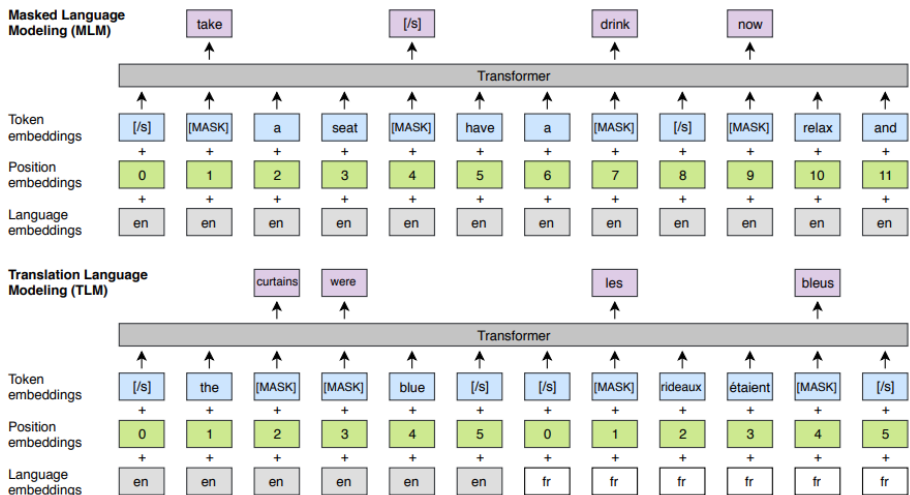 Masked Language
Modeling (MLM)
take [/s] drink now
Transformer
Token
embeddings
[/s] [MASK] a seat [MASK] have a [MASK] [/s] [MASK] relax and
+ + + + + + + + + + + +
Position
embeddings
0 1 2 3 4 5 6 7 8 9 10 11
+ + + + + + + + + + + +
Language
embeddings
en en en en en en en en en en en en
Translation Language
Modeling (TLM)
curtains were les bleus
Transformer
Token
embeddings
[/s] the [MASK] [MASK] blue [/s] [/s] [MASK] rideaux étaient [MASK] [/s]
+ + + + + + + + + + + +
Position
embeddings
0 1 2 3 4 5 0 1 2 3 4 5
+ + + + + + + + + + + +
Language
embeddings
en en en en en en fr fr fr fr fr fr